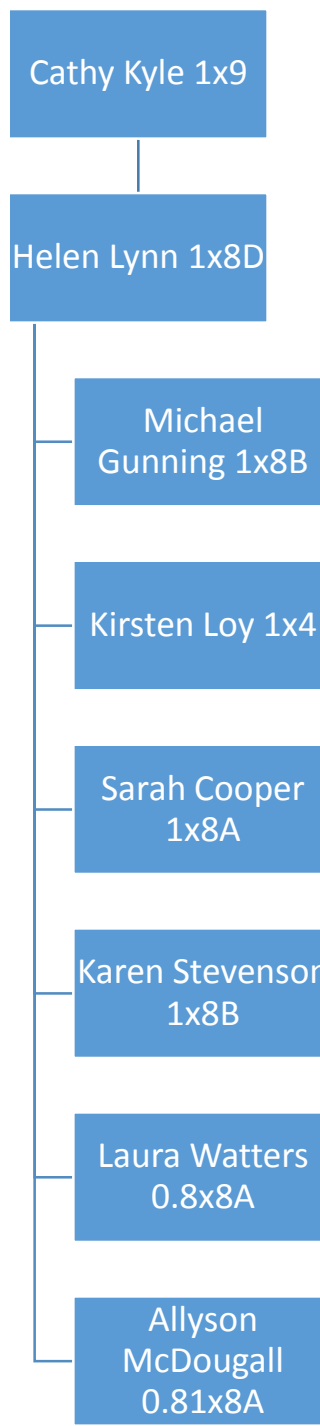 Cathy Kyle 1x9
Helen Lynn 1x8D
Michael
Gunning 1x8B
Kirsten Loy 1x4
Sarah Cooper
1x8A
Karen Stevenson
1x8B
Laura Watters
0.8x8A
Allyson
McDougall
0.81x8A